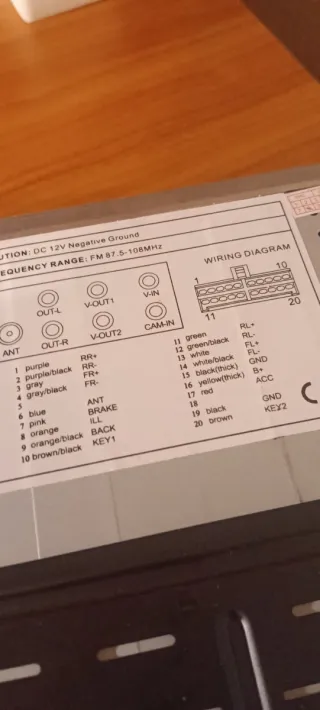 UTION: DC 12V Negative Ground
EQUENCY RANGE: FM 87.5-108MHz
OUT-L
V-OUT1
V-IN
ANT
OUT-R
V-OUT2
CAM-IN
WIRING DIAGRAM
1
10
11
20
1 purple RR+
2 purple/black RR-
3 gray FR+
4 gray/black FR-
5
6 blue ANT
7 pink BRAKE
8 orange ILL
9 orange/black BACK
10 brown/black KEY1
11 green RL+
12 green/black RL-
13 white FL+
14 white/black FL-
15 black(thick) GND
16 yellow(thick) B+
17 red ACC
18
19 black GND
20 brown KEY2